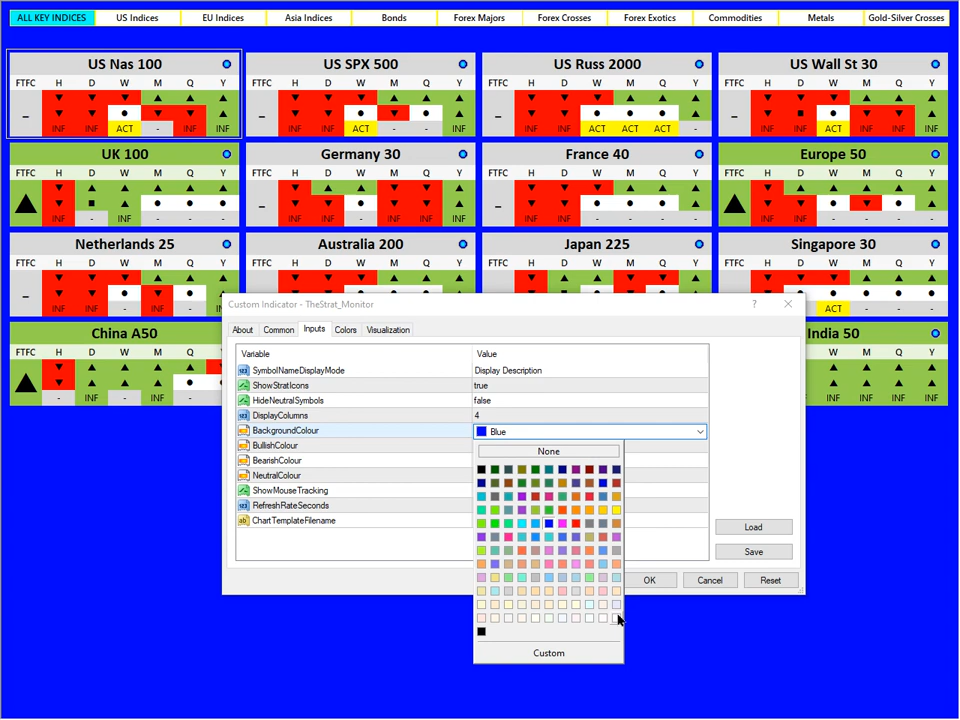 ALL KEY INDICES US Indices EU Indices Asia Indices Bonds Forex Majors Forex Crosses Forex Exotics Commodities Metals Gold-Silver Crosses
US Nas 100 US SPX 500 US Russ 2000 US Wall St 30
FTFC H D W M Q Y FTFC H D W M Q Y FTFC H D W M Q Y FTFC H D W M Q Y
INF INF ACT - INF INF INF INF ACT - - INF INF INF ACT ACT ACT INF INF INF ACT - - INF
UK 100 Germany 30 France 40 Europe 50
FTFC H D W M Q Y FTFC H D W M Q Y FTFC H D W M Q Y FTFC H D W M Q Y
INF - INF - - - INF INF - INF INF INF INF INF - - - - INF - - - - -
Netherlands 25 Australia 200 Japan 225 Singapore 30
FTFC H D W M Q Y FTFC H D W M Q Y FTFC H D W M Q Y FTFC H D W M Q Y
INF INF - INF - INF ACT - - -
Custom Indicator - TheStrat_Monitor ? ×
China A50 India 50
About Common Inputs Colors Visualization
FTFC H D W M Q Y W M Q Y
- INF - INF - INF INF INF INF
Variable Value
SymbolNameDisplayMode Display Description
ShowStratIcons true
HideNeutralSymbols false
DisplayColumns 4
BackgroundColour Blue
BullishColour
None
BearishColour
NeutralColour
ShowMouseTracking
RefreshRateSeconds
ChartTemplateFilename
Load
Save
OK Cancel Reset
Custom